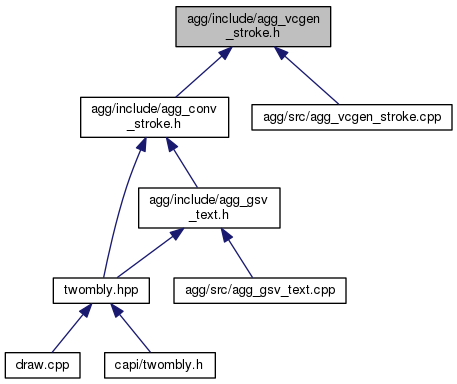 agg/include/agg_vcgen
_stroke.h
agg/include/agg_conv
_stroke.h
agg/src/agg_vcgen_stroke.cpp
agg/include/agg_gsv
_text.h
twombly.hpp
agg/src/agg_gsv_text.cpp
draw.cpp
capi/twombly.h